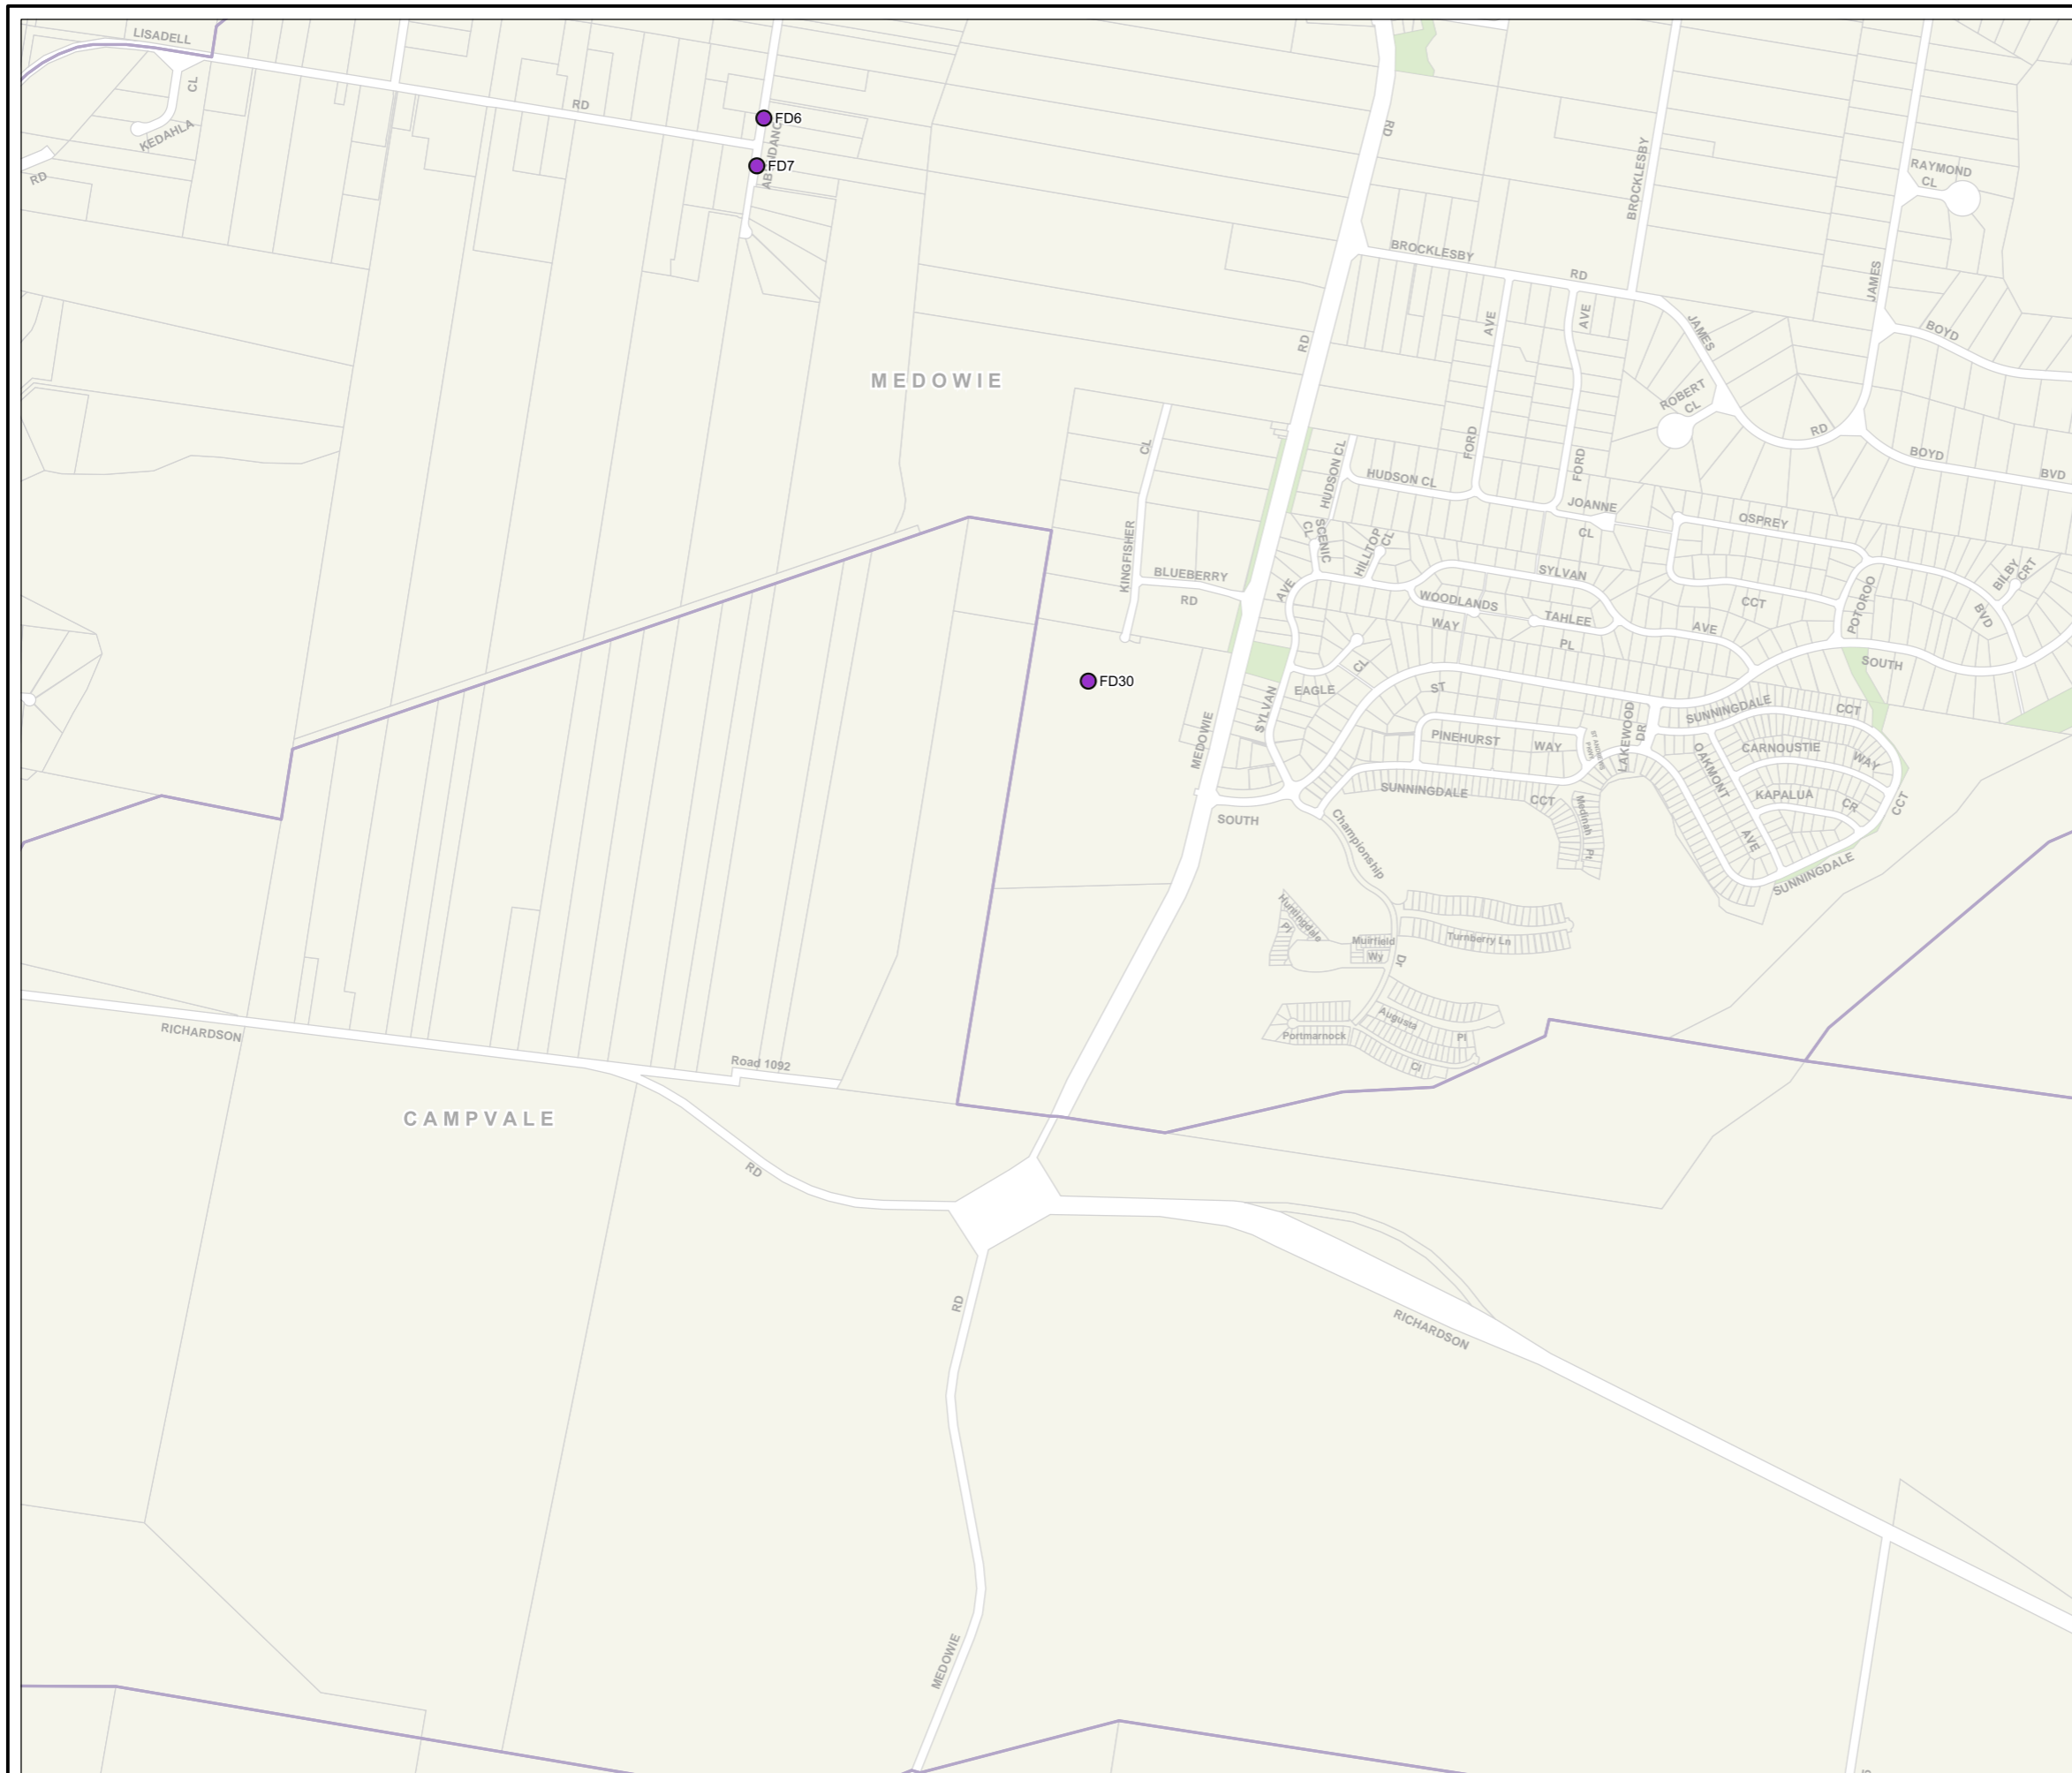 LISADELL
CL
KEDAHLA
RD
RD
FD6
FD7
RD
BROCKLESBY
RAYMOND
CL
BROCKLESBY
RD
JAMES
RD
AVE
AVE
JAMES
BOYD
MEDOWIE
ROBERT
CL
RD
CL
FORD
FORD
BOYD
BVD
HUDSON CL
HUDSON CL
JOANNE
CL
OSPREY
CL
SCENIC
HILLTOP
CL
KINGFISHER
BLUEBERRY
RD
AVE
SYLVAN
WOODLANDS
WAY
TAHLEE
PL
AVE
CCT
POTOROO
BILBY
CRT
BVD
SOUTH
FD30
EAGLE
CL
ST
SYLVAN
MEDOWIE
PINEHURST
WAY
LAKEWOOD
DR
SUNNINGDALE
CCT
OAKMONT
AVE
CARNOUSTIE
WAY
KAPALUA
CR
CCT
SUNNINGDALE
SUNNINGDALE
CCT
Medinah
Pt
SOUTH
Championship
Dr
Huntingdale
Pl
Muirfield
Wy
Turnberry Ln
Augusta
Pl
Portmarnock
Ci
RICHARDSON
Road 1092
CAMPVALE
RD
RD
RICHARDSON
MEDOWIE